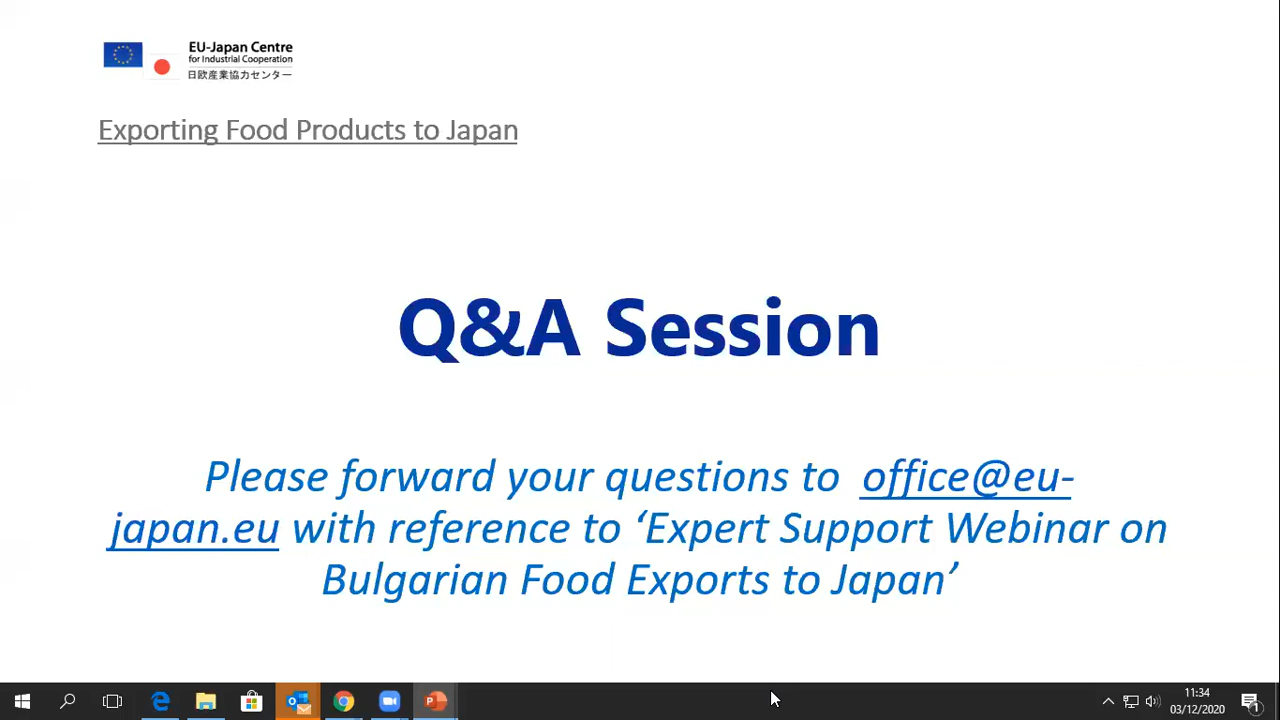 EU-Japan Centre
for Industrial Cooperation
日欧産業協力センター
Exporting Food Products to Japan
Q&A Session
Please forward your questions to office@eu-
japan.eu with reference to ‘Expert Support Webinar on
Bulgarian Food Exports to Japan’
11:34
03/12/2020
1